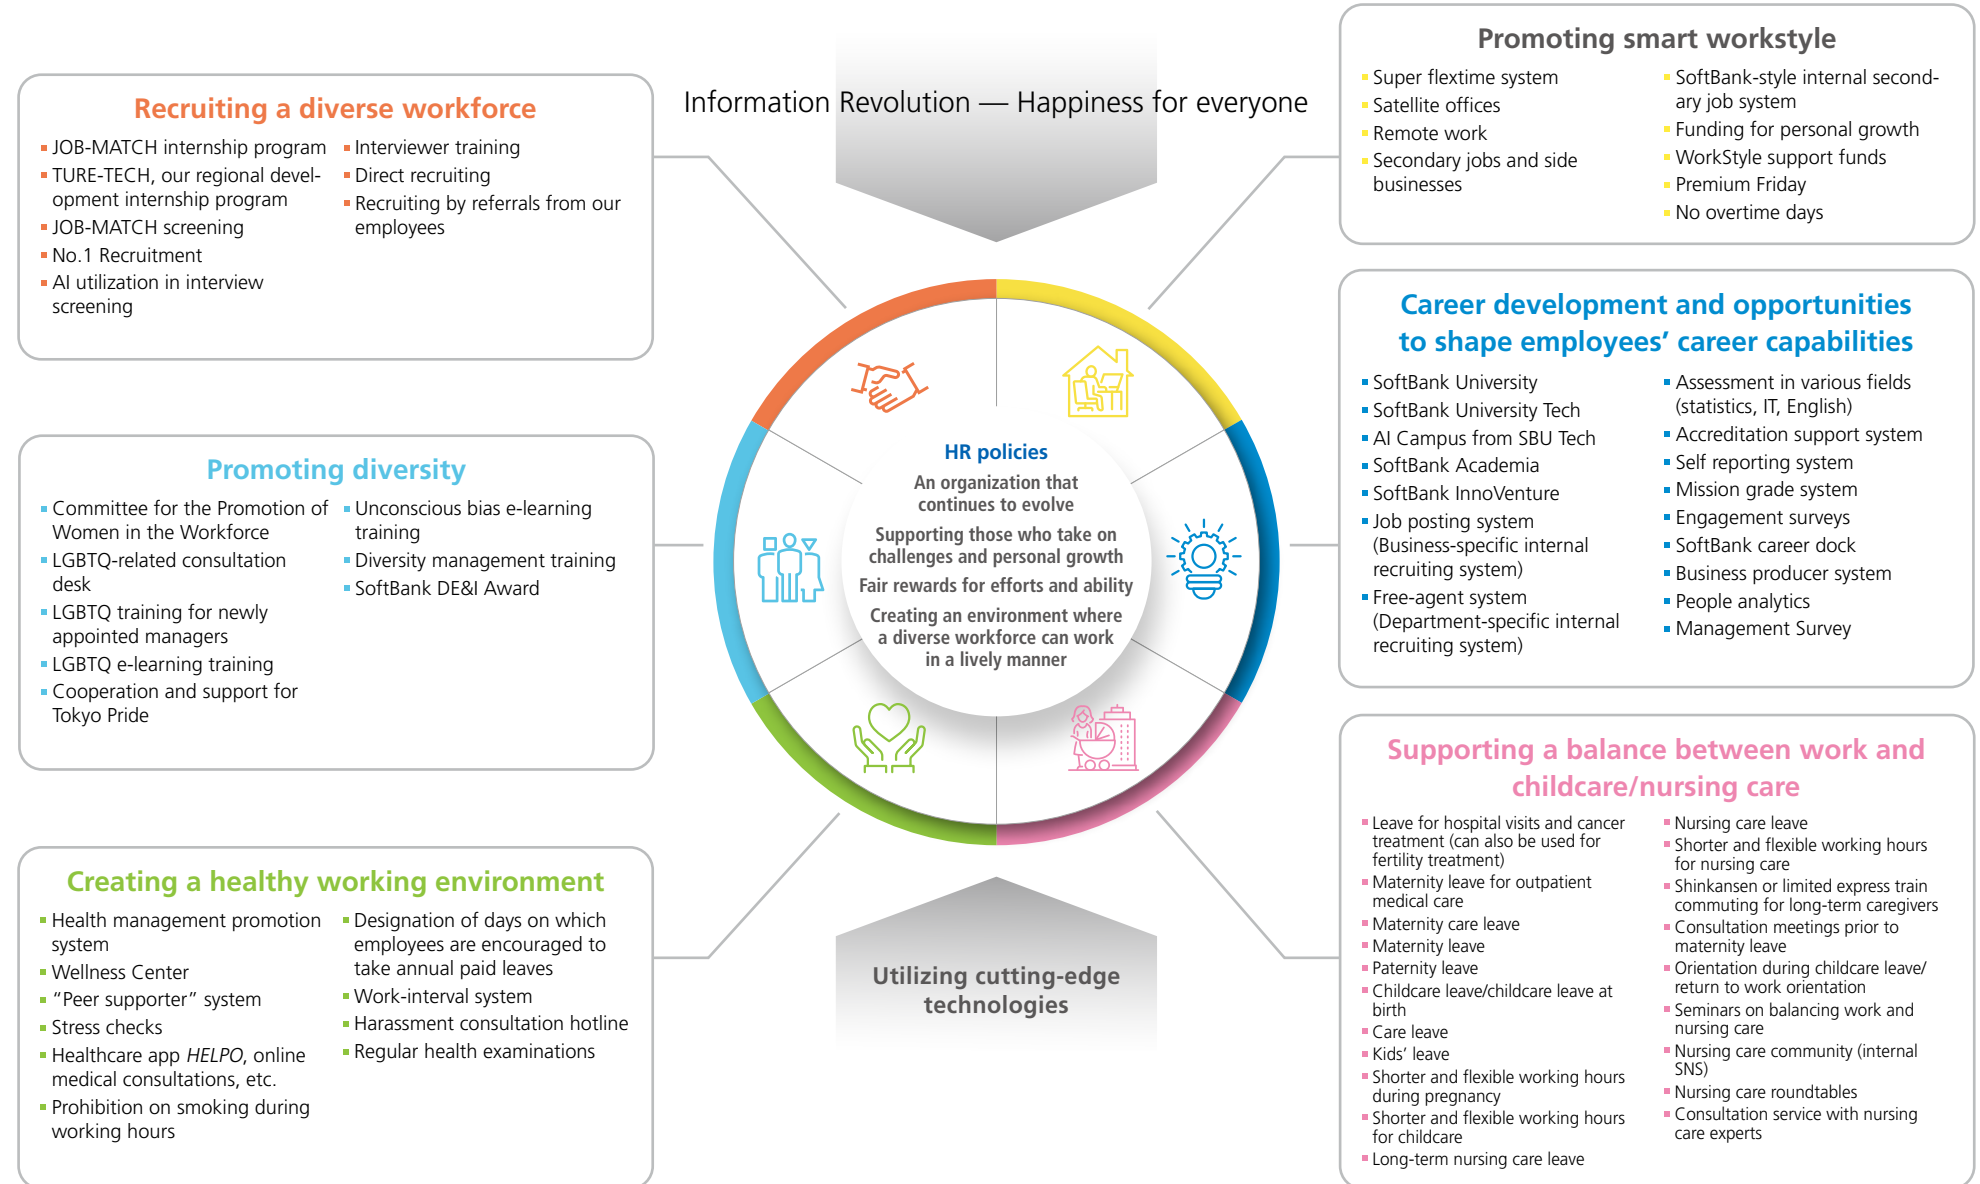 Information Revolution — Happiness for everyone
Recruiting a diverse workforce
JOB-MATCH internship program
TURE-TECH, our regional devel-
opment internship program
JOB-MATCH screening
No.1 Recruitment
AI utilization in interview
screening
Interviewer training
Direct recruiting
Recruiting by referrals from our
employees
Promoting diversity
Committee for the Promotion of
Women in the Workforce
LGBTQ-related consultation
desk
LGBTQ training for newly
appointed managers
LGBTQ e-learning training
Cooperation and support for
Tokyo Pride
Unconscious bias e-learning
training
Diversity management training
SoftBank DE&I Award
Creating a healthy working environment
Health management promotion
system
Wellness Center
“Peer supporter” system
Stress checks
Healthcare app HELPO, online
medical consultations, etc.
Prohibition on smoking during
working hours
Designation of days on which
employees are encouraged to
take annual paid leaves
Work-interval system
Harassment consultation hotline
Regular health examinations
HR policies
An organization that
continues to evolve
Supporting those who take on
challenges and personal growth
Fair rewards for efforts and ability
Creating an environment where
a diverse workforce can work
in a lively manner
Utilizing cutting-edge
technologies
Promoting smart workstyle
Super flextime system
Satellite offices
Remote work
Secondary jobs and side
businesses
SoftBank-style internal second-
ary job system
Funding for personal growth
WorkStyle support funds
Premium Friday
No overtime days
Career development and opportunities
to shape employees’ career capabilities
SoftBank University
SoftBank University Tech
AI Campus from SBU Tech
SoftBank Academia
SoftBank InnoVenture
Job posting system
(Business-specific internal
recruiting system)
Free-agent system
(Department-specific internal
recruiting system)
Assessment in various fields
(statistics, IT, English)
Accreditation support system
Self reporting system
Mission grade system
Engagement surveys
SoftBank career dock
Business producer system
People analytics
Management Survey
Supporting a balance between work and
childcare/nursing care
Leave for hospital visits and cancer
treatment (can also be used for
fertility treatment)
Maternity leave for outpatient
medical care
Maternity care leave
Maternity leave
Paternity leave
Childcare leave/childcare leave at
birth
Care leave
Kids’ leave
Shorter and flexible working hours
during pregnancy
Shorter and flexible working hours
for childcare
Long-term nursing care leave
Nursing care leave
Shorter and flexible working hours
for nursing care
Shinkansen or limited express train
commuting for long-term caregivers
Consultation meetings prior to
maternity leave
Orientation during childcare leave/
return to work orientation
Seminars on balancing work and
nursing care
Nursing care community (internal
SNS)
Nursing care roundtables
Consultation service with nursing
care experts